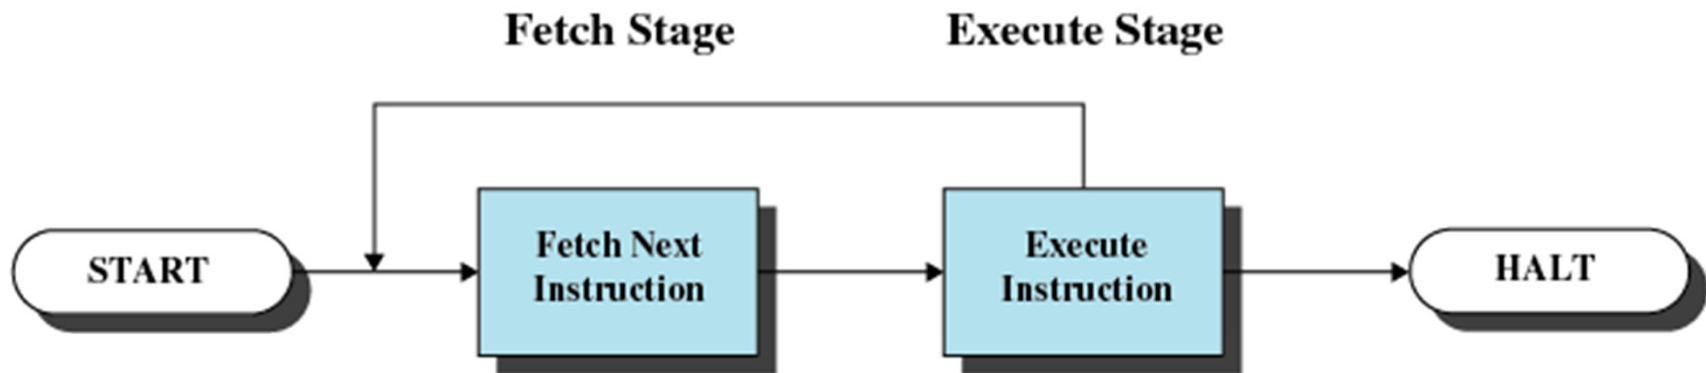 Fetch Stage
Execute Stage
START
Fetch Next
Instruction
Execute
Instruction
HALT